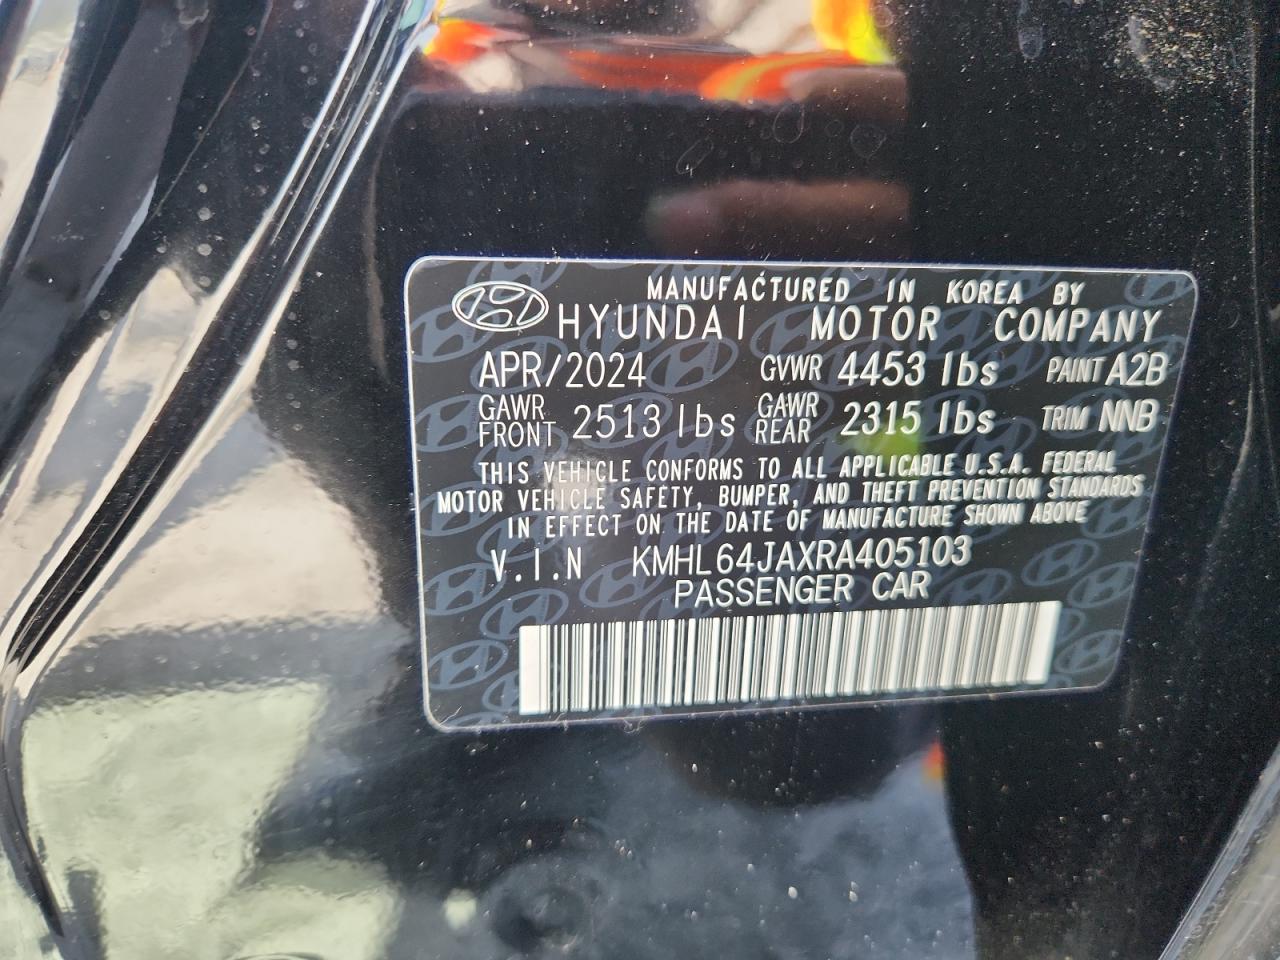 MANUFACTURED IN KOREA BY
HYUNDAI MOTOR COMPANY
APR/2024 GVWR 4453 lbs PAINT A2B
GAWR FRONT 2513 lbs GAWR REAR 2315 lbs TRIM NNB
THIS VEHICLE CONFORMS TO ALL APPLICABLE U.S.A. FEDERAL
MOTOR VEHICLE SAFETY, BUMPER, AND THEFT PREVENTION STANDARDS
IN EFFECT ON THE DATE OF MANUFACTURE SHOWN ABOVE
V.I.N KMHL64JAXRA405103
PASSENGER CAR